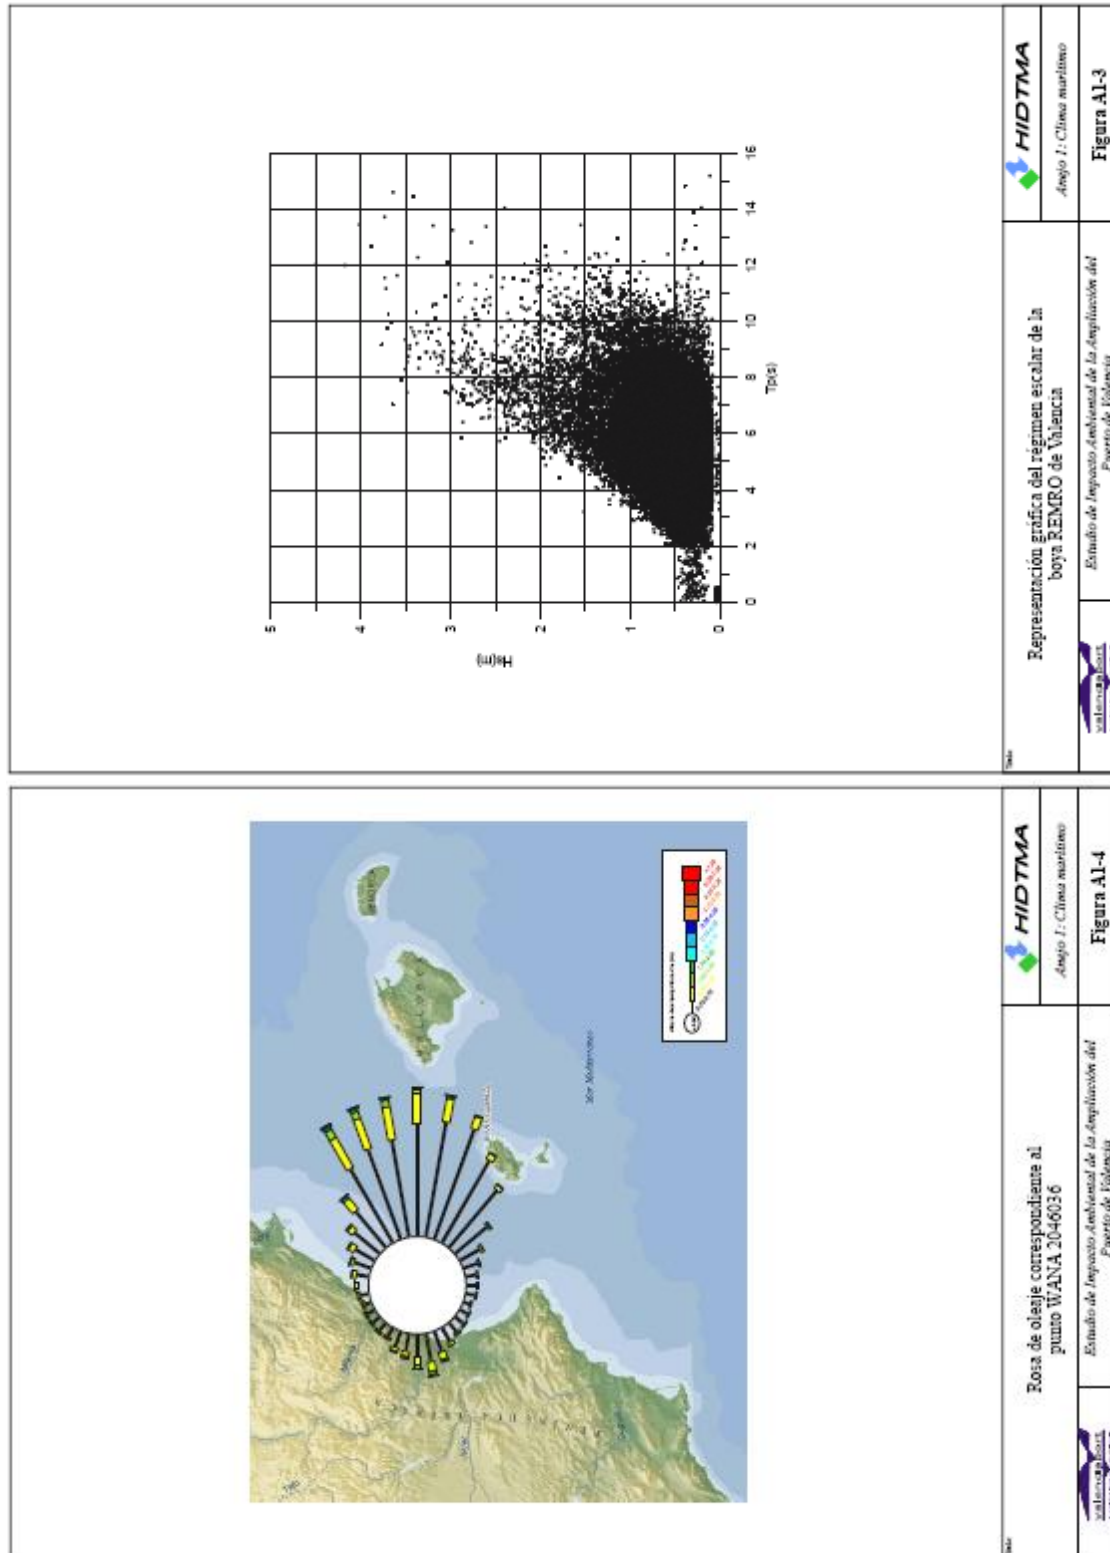 5
4
3
2
1
0
Hs(m)
0
2
4
6
8
10
12
14
16
Tp(s)
Título
Representación gráfica del régimen escalar de la
boya REMRO de Valencia
HIDTMA
Anejo 1: Clima marítimo
valenciaport
Estudio de Impacto Ambiental de la Ampliación del
Puerto de Valencia
Figura A1-3
Mar Mediterráneo
Título
Rosa de oleaje correspondiente al
punto WANA 2046036
HIDTMA
Anejo 1: Clima marítimo
valenciaport
Estudio de Impacto Ambiental de la Ampliación del
Puerto de Valencia
Figura A1-4